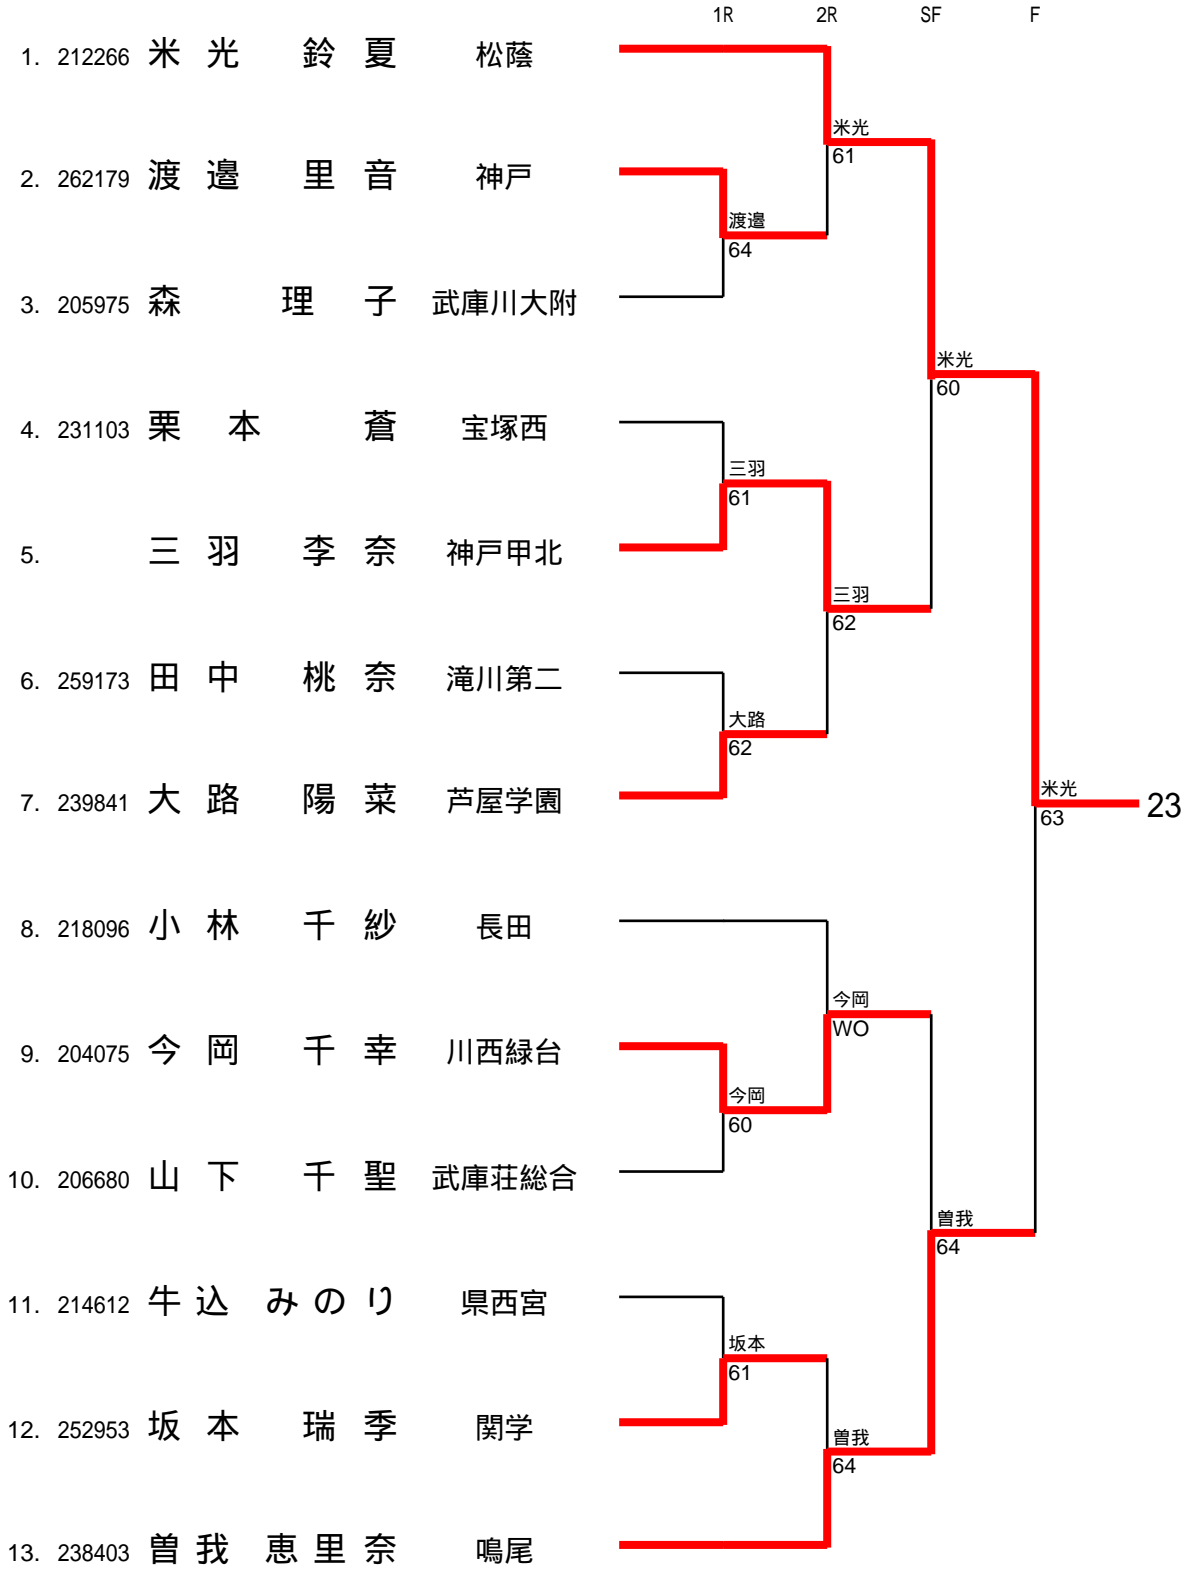 1R 2R SF F
1. 212266 米光 鈴夏 松蔭
米光
61
2. 262179 渡邉 里音 神戸
渡邉
64
3. 205975 森 理子 武庫川大附
米光
60
4. 231103 栗本 蒼 宝塚西
三羽
61
5. 三羽 李奈 神戸甲北
三羽
62
6. 259173 田中 桃奈 滝川第二
大路
62
7. 239841 大路 陽菜 芦屋学園
米光
63
23
8. 218096 小林 千紗 長田
今岡
WO
9. 204075 今岡 千幸 川西緑台
今岡
60
10. 206680 山下 千聖 武庫荘総合
曽我
64
11. 214612 牛込 みのり 県西宮
坂本
61
12. 252953 坂本 瑞季 関学
曽我
64
13. 238403 曽我 恵里奈 鳴尾